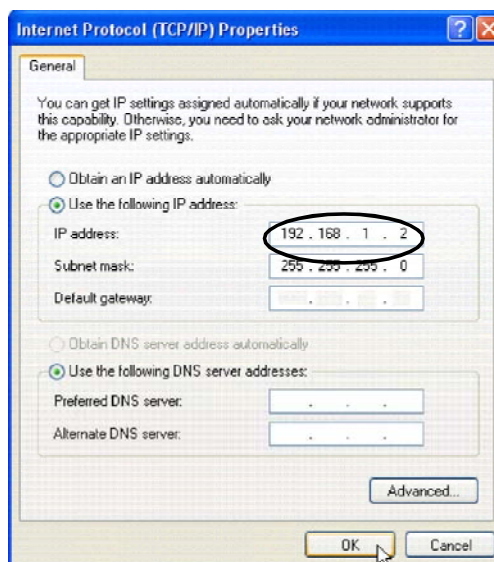 Internet Protocol (TCP/IP) Properties
General
You can get IP settings assigned automatically if your network supports
this capability. Otherwise, you need to ask your network administrator for
the appropriate IP settings.
Obtain an IP address automatically
Use the following IP address:
IP address: 192 . 168 . 1 . 2
Subnet mask: 255 . 255 . 255 . 0
Default gateway: . . .
Obtain DNS server address automatically
Use the following DNS server addresses:
Preferred DNS server: . . .
Alternate DNS server: . . .
Advanced...
OK Cancel